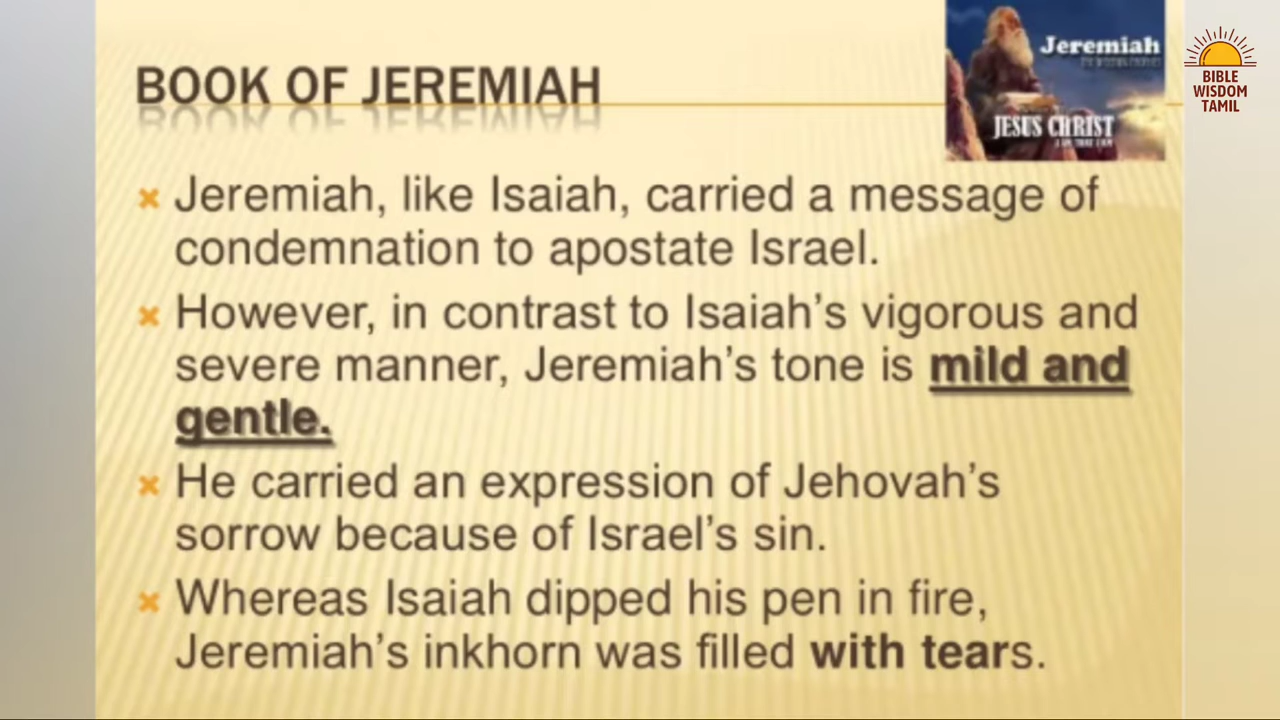 BOOK OF JEREMIAH
Jeremiah
JESUS CHRIST
BIBLE
WISDOM
TAMIL
Jeremiah, like Isaiah, carried a message of
condemnation to apostate Israel.
However, in contrast to Isaiah’s vigorous and
severe manner, Jeremiah’s tone is mild and
gentle.
He carried an expression of Jehovah’s
sorrow because of Israel’s sin.
Whereas Isaiah dipped his pen in fire,
Jeremiah’s inkhorn was filled with tears.